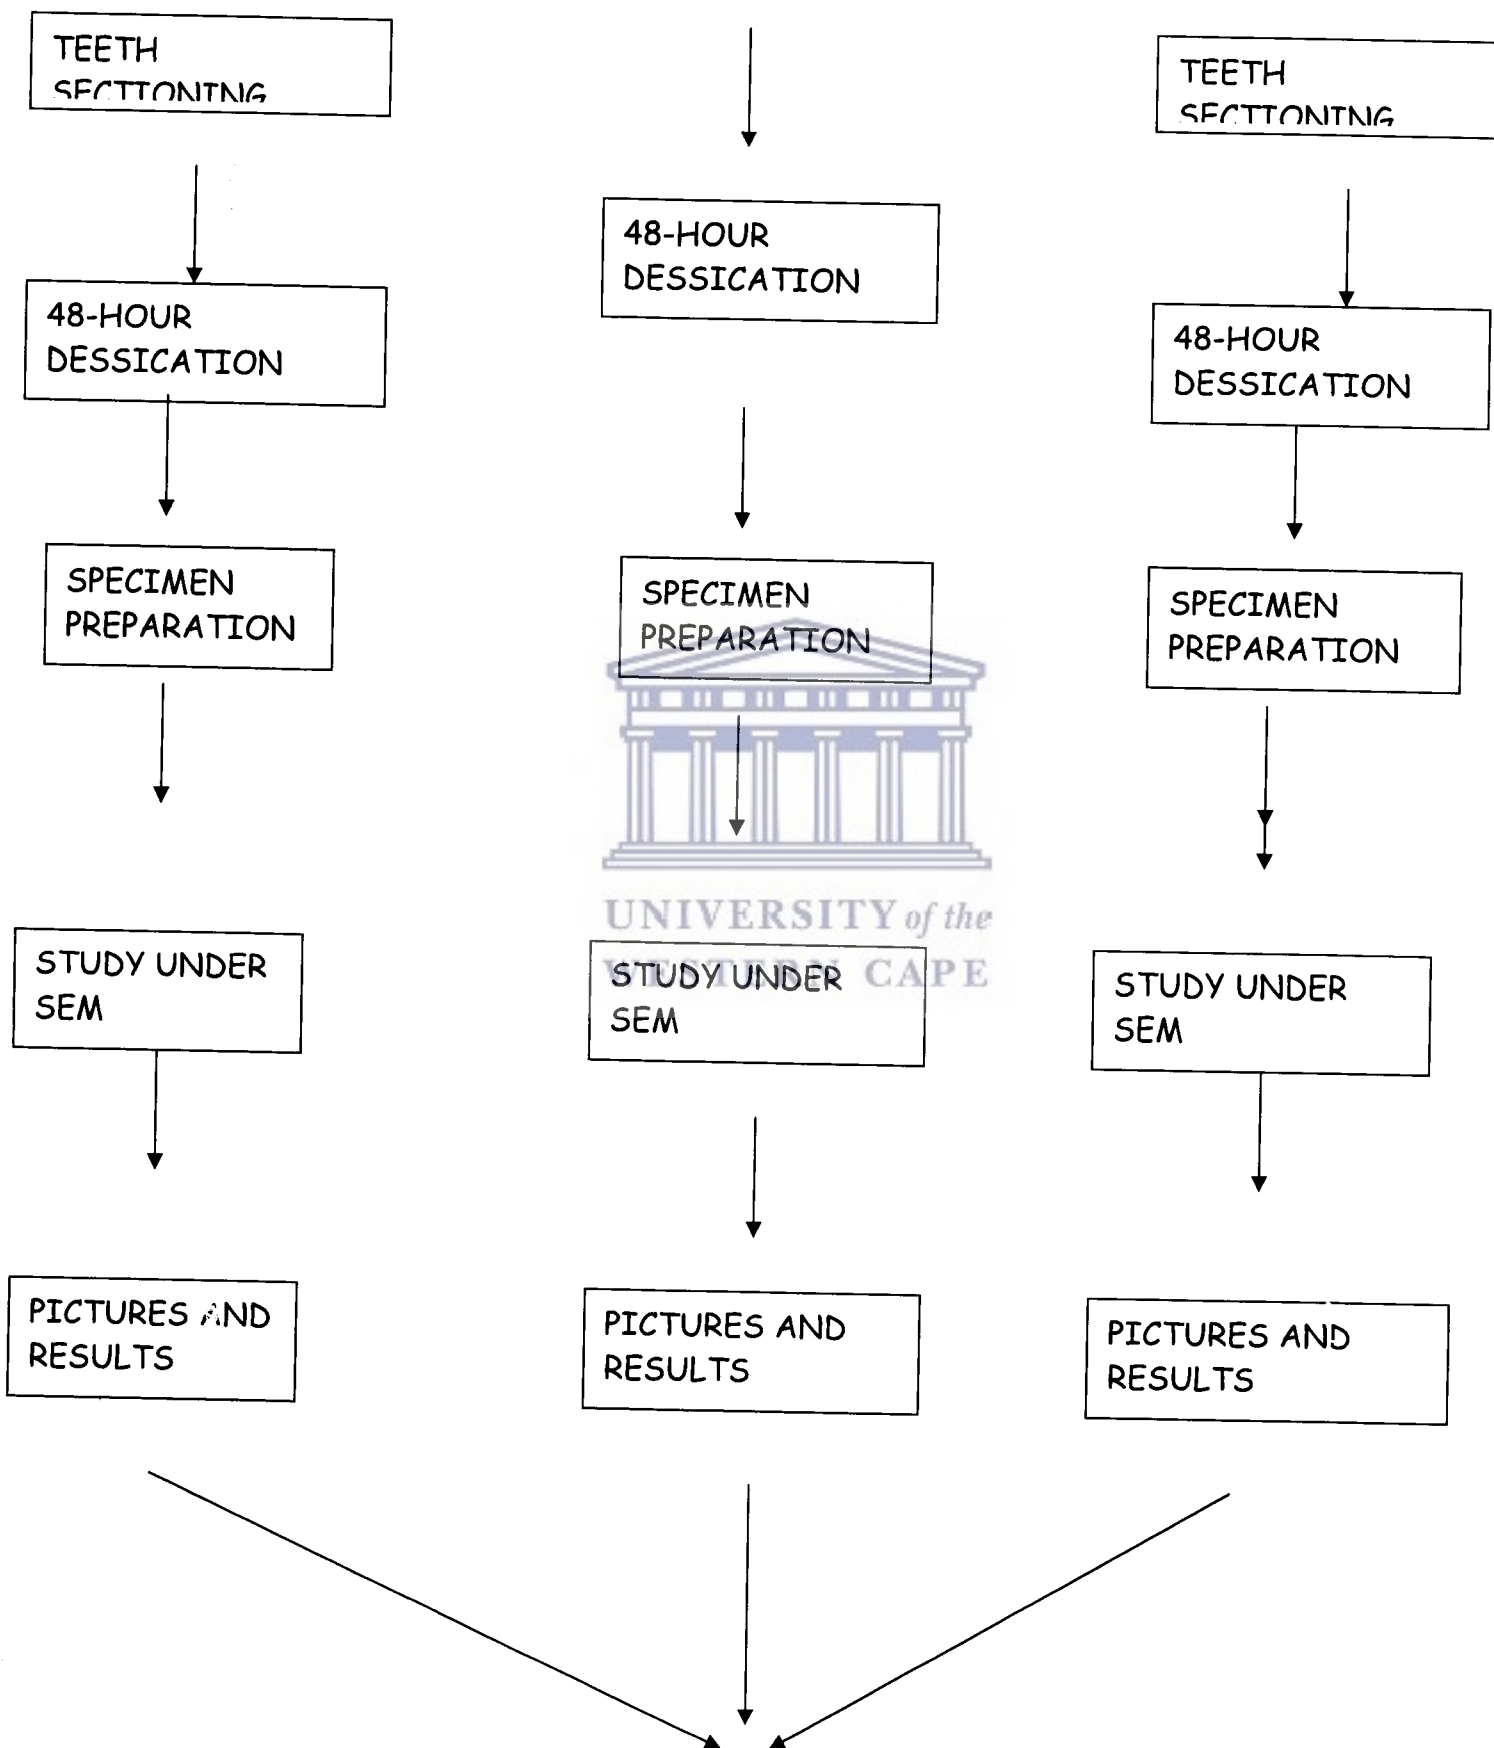 TEETH
SECTIONING
48-HOUR
DESSICATION
SPECIMEN
PREPARATION
STUDY UNDER
SEM
PICTURES AND
RESULTS
48-HOUR
DESSICATION
SPECIMEN
PREPARATION
UNIVERSITY of the
WESTERN CAPE
STUDY UNDER
SEM
PICTURES AND
RESULTS
TEETH
SECTIONING
48-HOUR
DESSICATION
SPECIMEN
PREPARATION
STUDY UNDER
SEM
PICTURES AND
RESULTS